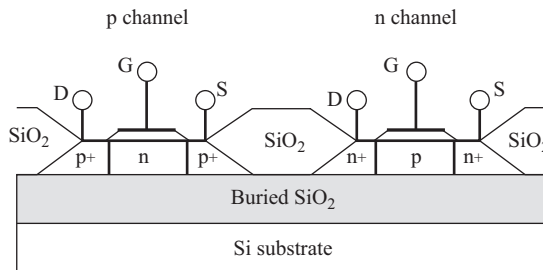 p channel n channel
G G
D S D S
SiO₂ p+ n p+ SiO₂ n+ p n+ SiO₂
Buried SiO₂
Si substrate